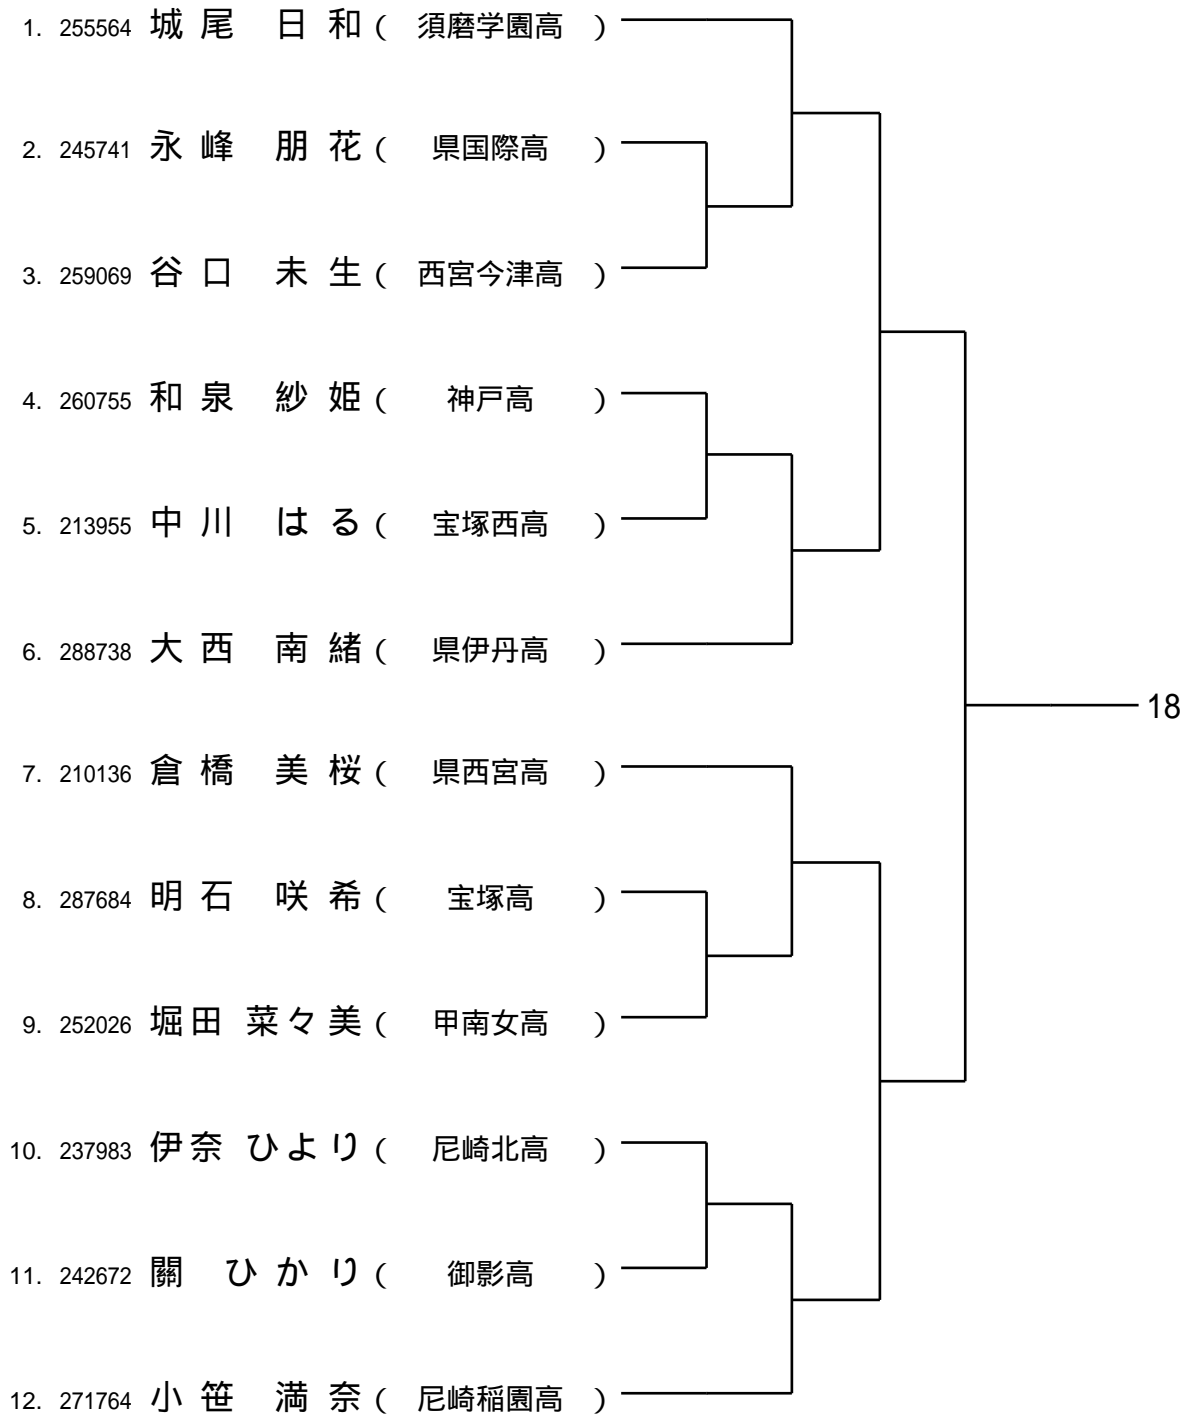 1. 255564 城尾 日和 ( 須磨学園高 )
2. 245741 永峰 朋花 ( 県国際高 )
3. 259069 谷口 未生 ( 西宮今津高 )
4. 260755 和泉 紗姫 ( 神戸高 )
5. 213955 中川 はる ( 宝塚西高 )
6. 288738 大西 南緒 ( 県伊丹高 )
18
7. 210136 倉橋 美桜 ( 県西宮高 )
8. 287684 明石 咲希 ( 宝塚高 )
9. 252026 堀田 菜々美 ( 甲南女高 )
10. 237983 伊奈 ひより ( 尼崎北高 )
11. 242672 關 ひかり ( 御影高 )
12. 271764 小笹 満奈 ( 尼崎稲園高 )